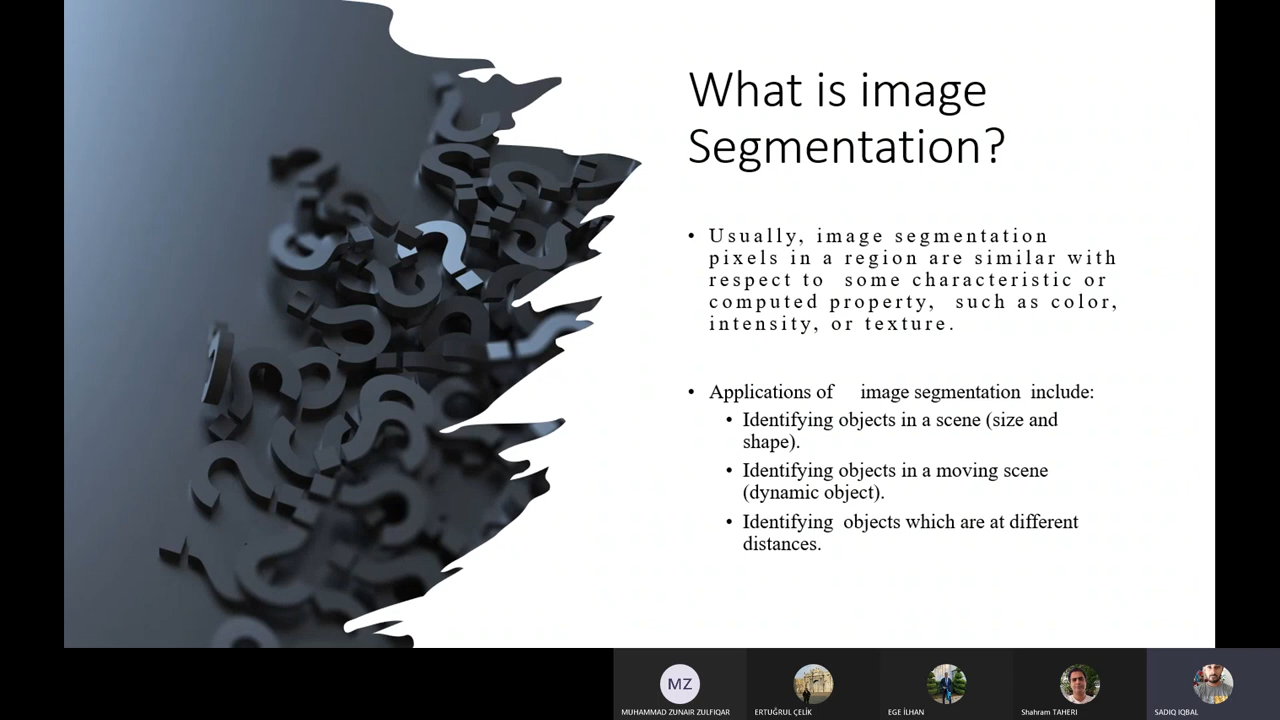 What is image
Segmentation?
• Usually, image segmentation
pixels in a region are similar with
respect to some characteristic or
computed property, such as color,
intensity, or texture.
• Applications of image segmentation include:
• Identifying objects in a scene (size and
shape).
• Identifying objects in a moving scene
(dynamic object).
• Identifying objects which are at different
distances.
MZ
MUHAMMAD ZUNAIR ZULFIQAR
ERTUĞRUL ÇELİK
EGE İLHAN
Shahram TAHERI
SADIQ IQBAL